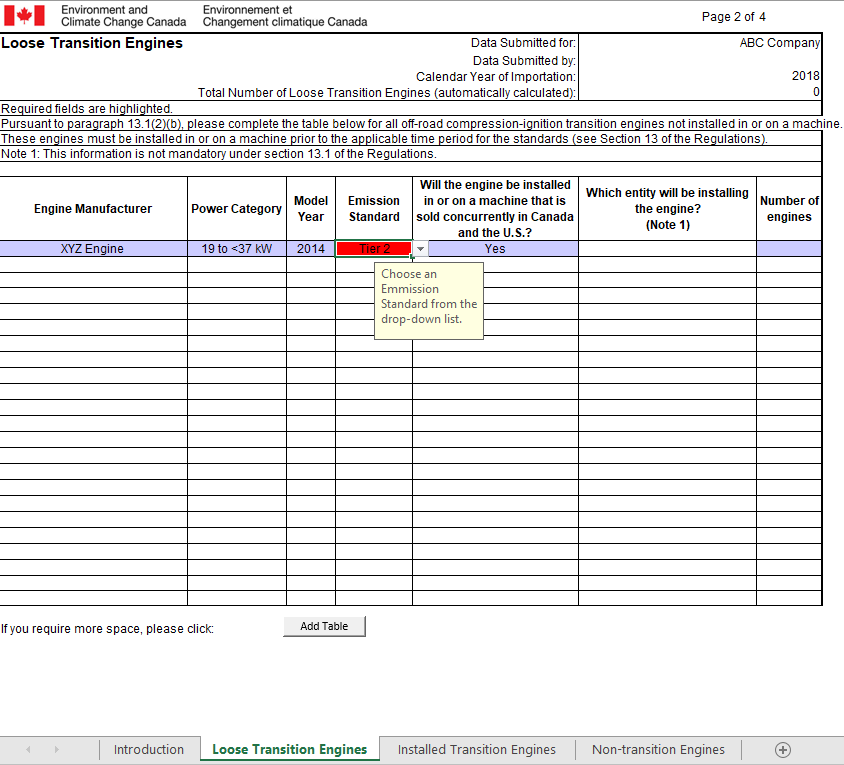 Environment and Environnement et
Climate Change Canada Changement climatique Canada
Page 2 of 4
Loose Transition Engines
Data Submitted for: ABC Company
Data Submitted by:
Calendar Year of Importation: 2018
Total Number of Loose Transition Engines (automatically calculated): 0
Required fields are highlighted.
Pursuant to paragraph 13.1(2)(b), please complete the table below for all off-road compression-ignition transition engines not installed in or on a machine.
These engines must be installed in or on a machine prior to the applicable time period for the standards (see Section 13 of the Regulations).
Note 1: This information is not mandatory under section 13.1 of the Regulations.
Engine Manufacturer
Power Category
Model
Year
Emission
Standard
Will the engine be installed
in or on a machine that is
sold concurrently in Canada
and the U.S.?
Which entity will be installing
the engine?
(Note 1)
Number of
engines
XYZ Engine 19 to <37 kW 2014 Tier 2 Yes
Choose an
Emmission
Standard from the
drop-down list.
If you require more space, please click: Add Table
Introduction Loose Transition Engines Installed Transition Engines Non-transition Engines